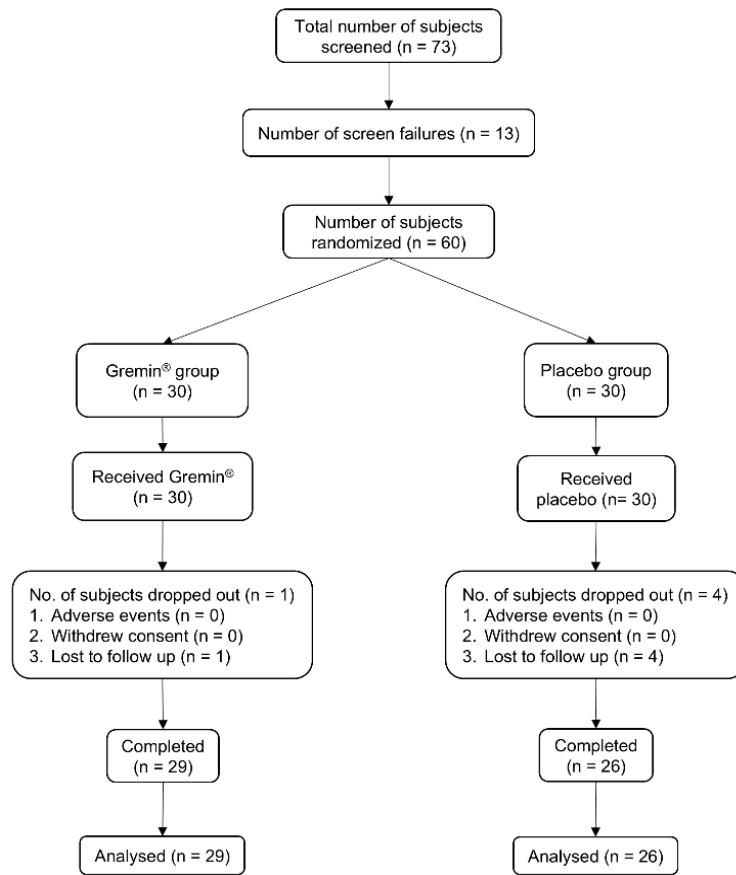 Total number of subjects
screened (n = 73)
Number of screen failures (n = 13)
Number of subjects
randomized (n = 60)
Gremin® group
(n = 30)
Placebo group
(n = 30)
Received Gremin®
(n = 30)
Received
placebo (n= 30)
No. of subjects dropped out (n = 1)
1. Adverse events (n = 0)
2. Withdrew consent (n = 0)
3. Lost to follow up (n = 1)
No. of subjects dropped out (n = 4)
1. Adverse events (n = 0)
2. Withdrew consent (n = 0)
3. Lost to follow up (n = 4)
Completed
(n = 29)
Completed
(n = 26)
Analysed (n = 29)
Analysed (n = 26)